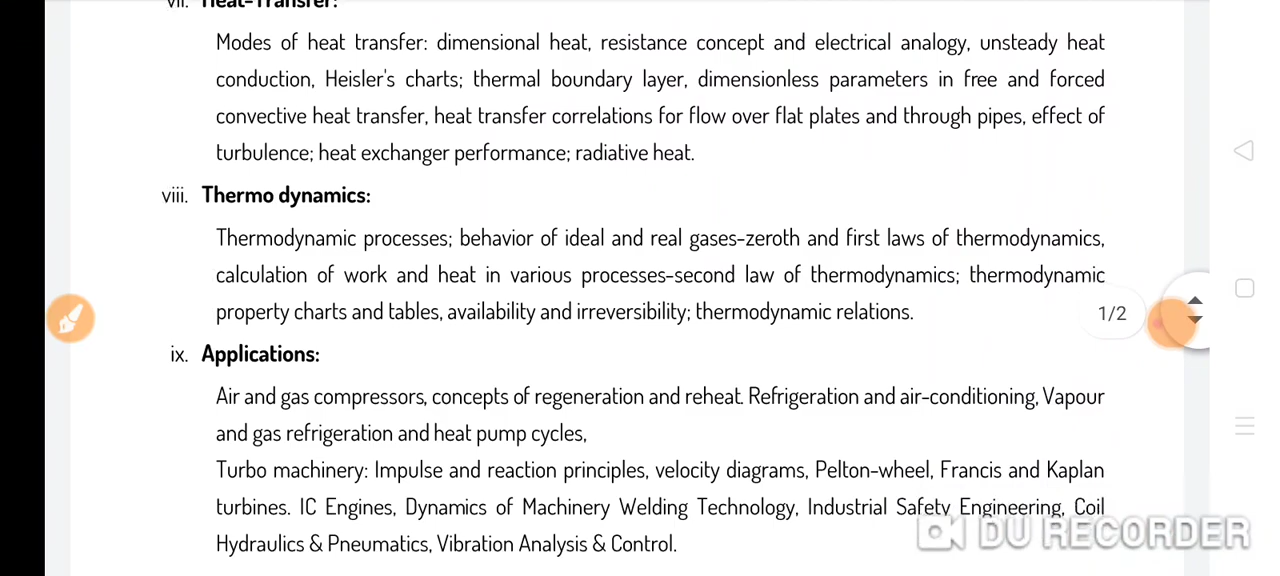 vii. Heat-Transfer:
Modes of heat transfer: dimensional heat, resistance concept and electrical analogy, unsteady heat
conduction, Heisler's charts; thermal boundary layer, dimensionless parameters in free and forced
convective heat transfer, heat transfer correlations for flow over flat plates and through pipes, effect of
turbulence; heat exchanger performance; radiative heat.
viii. Thermo dynamics:
Thermodynamic processes; behavior of ideal and real gases-zeroth and first laws of thermodynamics,
calculation of work and heat in various processes-second law of thermodynamics; thermodynamic
property charts and tables, availability and irreversibility; thermodynamic relations.
1/2
ix. Applications:
Air and gas compressors, concepts of regeneration and reheat. Refrigeration and air-conditioning, Vapour
and gas refrigeration and heat pump cycles,
Turbo machinery: Impulse and reaction principles, velocity diagrams, Pelton-wheel, Francis and Kaplan
turbines. IC Engines, Dynamics of Machinery Welding Technology, Industrial Safety Engineering, Coil
Hydraulics & Pneumatics, Vibration Analysis & Control.
DU RECORDER